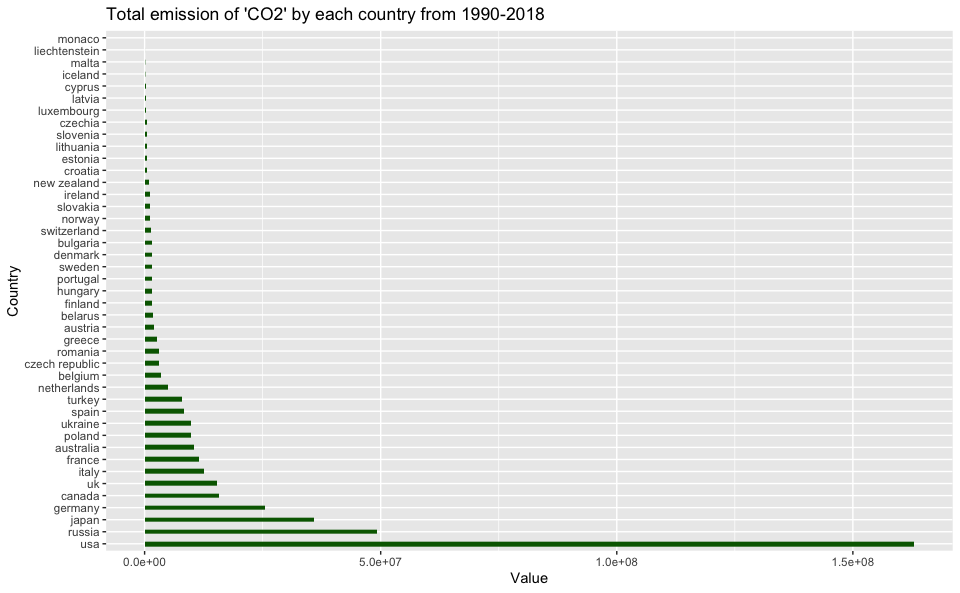 Total emission of 'CO2' by each country from 1990-2018
monaco
liechtenstein
malta
iceland
cyprus
latvia
luxembourg
czechia
slovenia
lithuania
estonia
croatia
new zealand
ireland
slovakia
norway
switzerland
bulgaria
denmark
sweden
portugal
hungary
finland
belarus
austria
greece
romania
czech republic
belgium
netherlands
turkey
spain
ukraine
poland
australia
france
italy
uk
canada
germany
japan
russia
usa
Country
0.0e+00 5.0e+07 1.0e+08 1.5e+08
Value